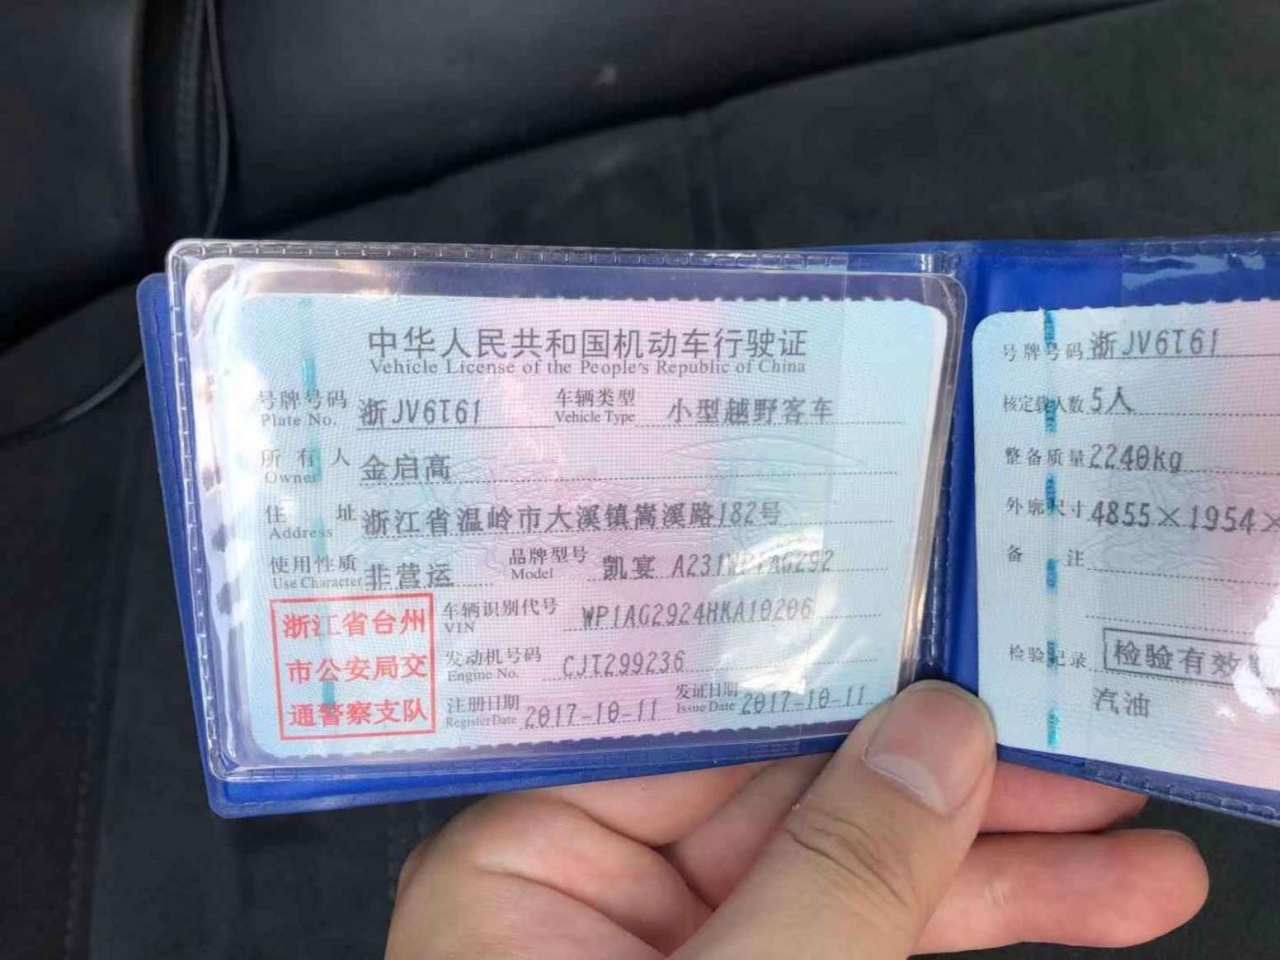 中华人民共和国机动车行驶证
Vehicle License of the People's Republic of China
号牌号码 浙JV6T61 车辆类型 小型越野客车
Plate No. Vehicle Type
所有人 金启高
Owner
住址 浙江省温岭市大溪镇嵩溪路182号
Address
使用性质 非营运 品牌型号 凯宴 A231WP1AG292
Use Character Model
浙江省台州
市公安局交
通警察支队
车辆识别代号 WP1AG2924HKA10206
VIN
发动机号码 CJT299236
Engine No.
注册日期 2017-10-11 发证日期 2017-10-11
Register Date Issue Date
号牌号码 浙JV6T61
核定载人数 5人
整备质量 2240kg
外廓尺寸 4855×1954×
备注
检验记录 检验有效
汽油